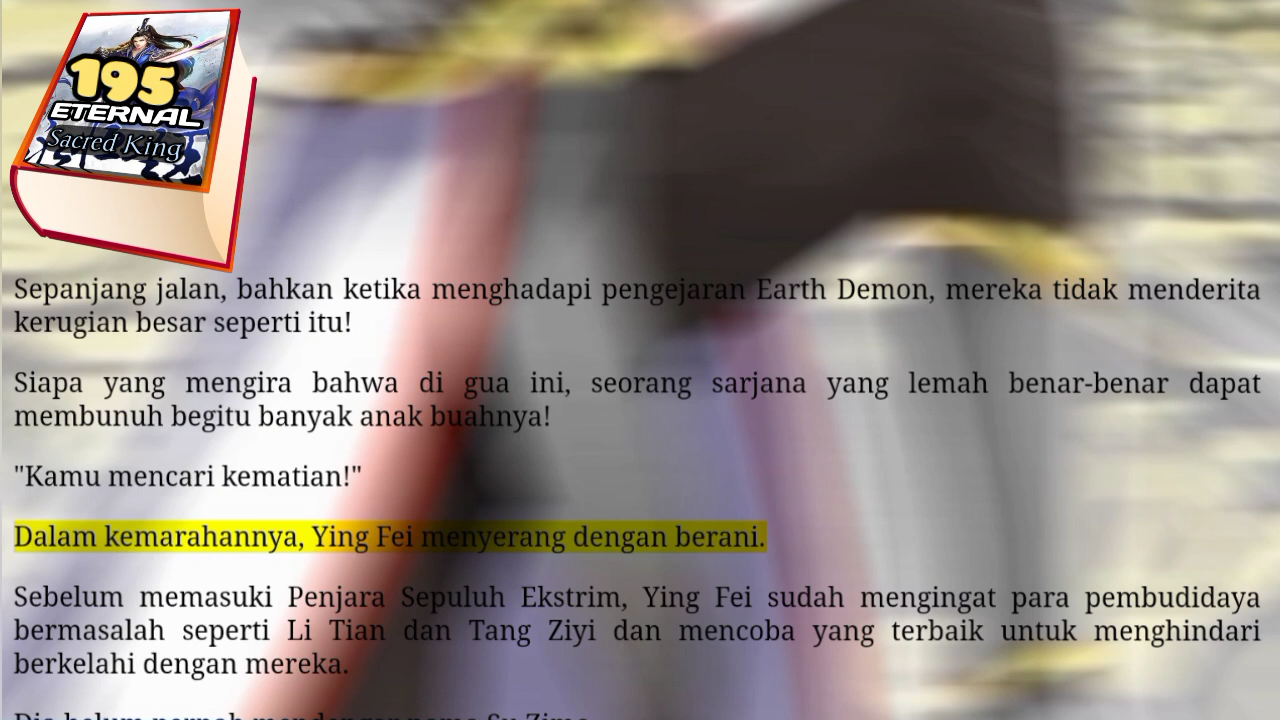 195
ETERNAL
Sacred King
Sepanjang jalan, bahkan ketika menghadapi pengejaran Earth Demon, mereka tidak menderita
kerugian besar seperti itu!
Siapa yang mengira bahwa di gua ini, seorang sarjana yang lemah benar-benar dapat
membunuh begitu banyak anak buahnya!
"Kamu mencari kematian!"
Dalam kemarahannya, Ying Fei menyerang dengan berani.
Sebelum memasuki Penjara Sepuluh Ekstrim, Ying Fei sudah mengingat para pembudidaya
bermasalah seperti Li Tian dan Tang Ziyi dan mencoba yang terbaik untuk menghindari
berkelahi dengan mereka.